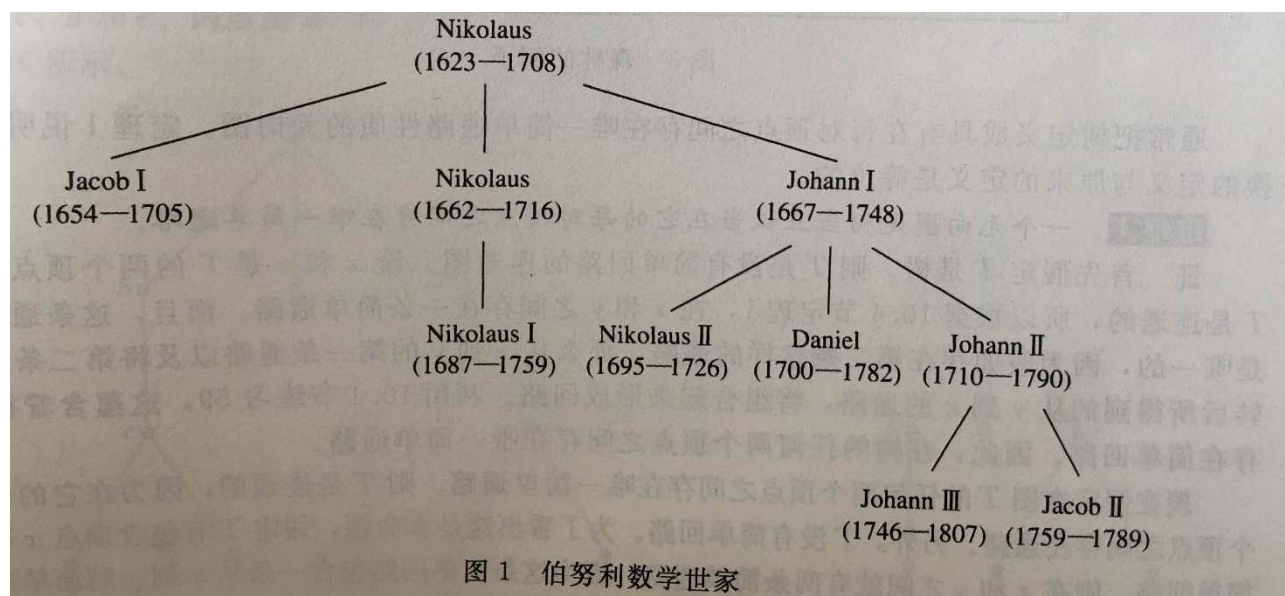 Nikolaus
(1623—1708)
Jacob Ⅰ Nikolaus Johann Ⅰ
(1654—1705) (1662—1716) (1667—1748)
Nikolaus Ⅰ Nikolaus Ⅱ Daniel Johann Ⅱ
(1687—1759) (1695—1726) (1700—1782) (1710—1790)
Johann Ⅲ Jacob Ⅱ
(1746—1807) (1759—1789)
图 1 伯努利数学世家